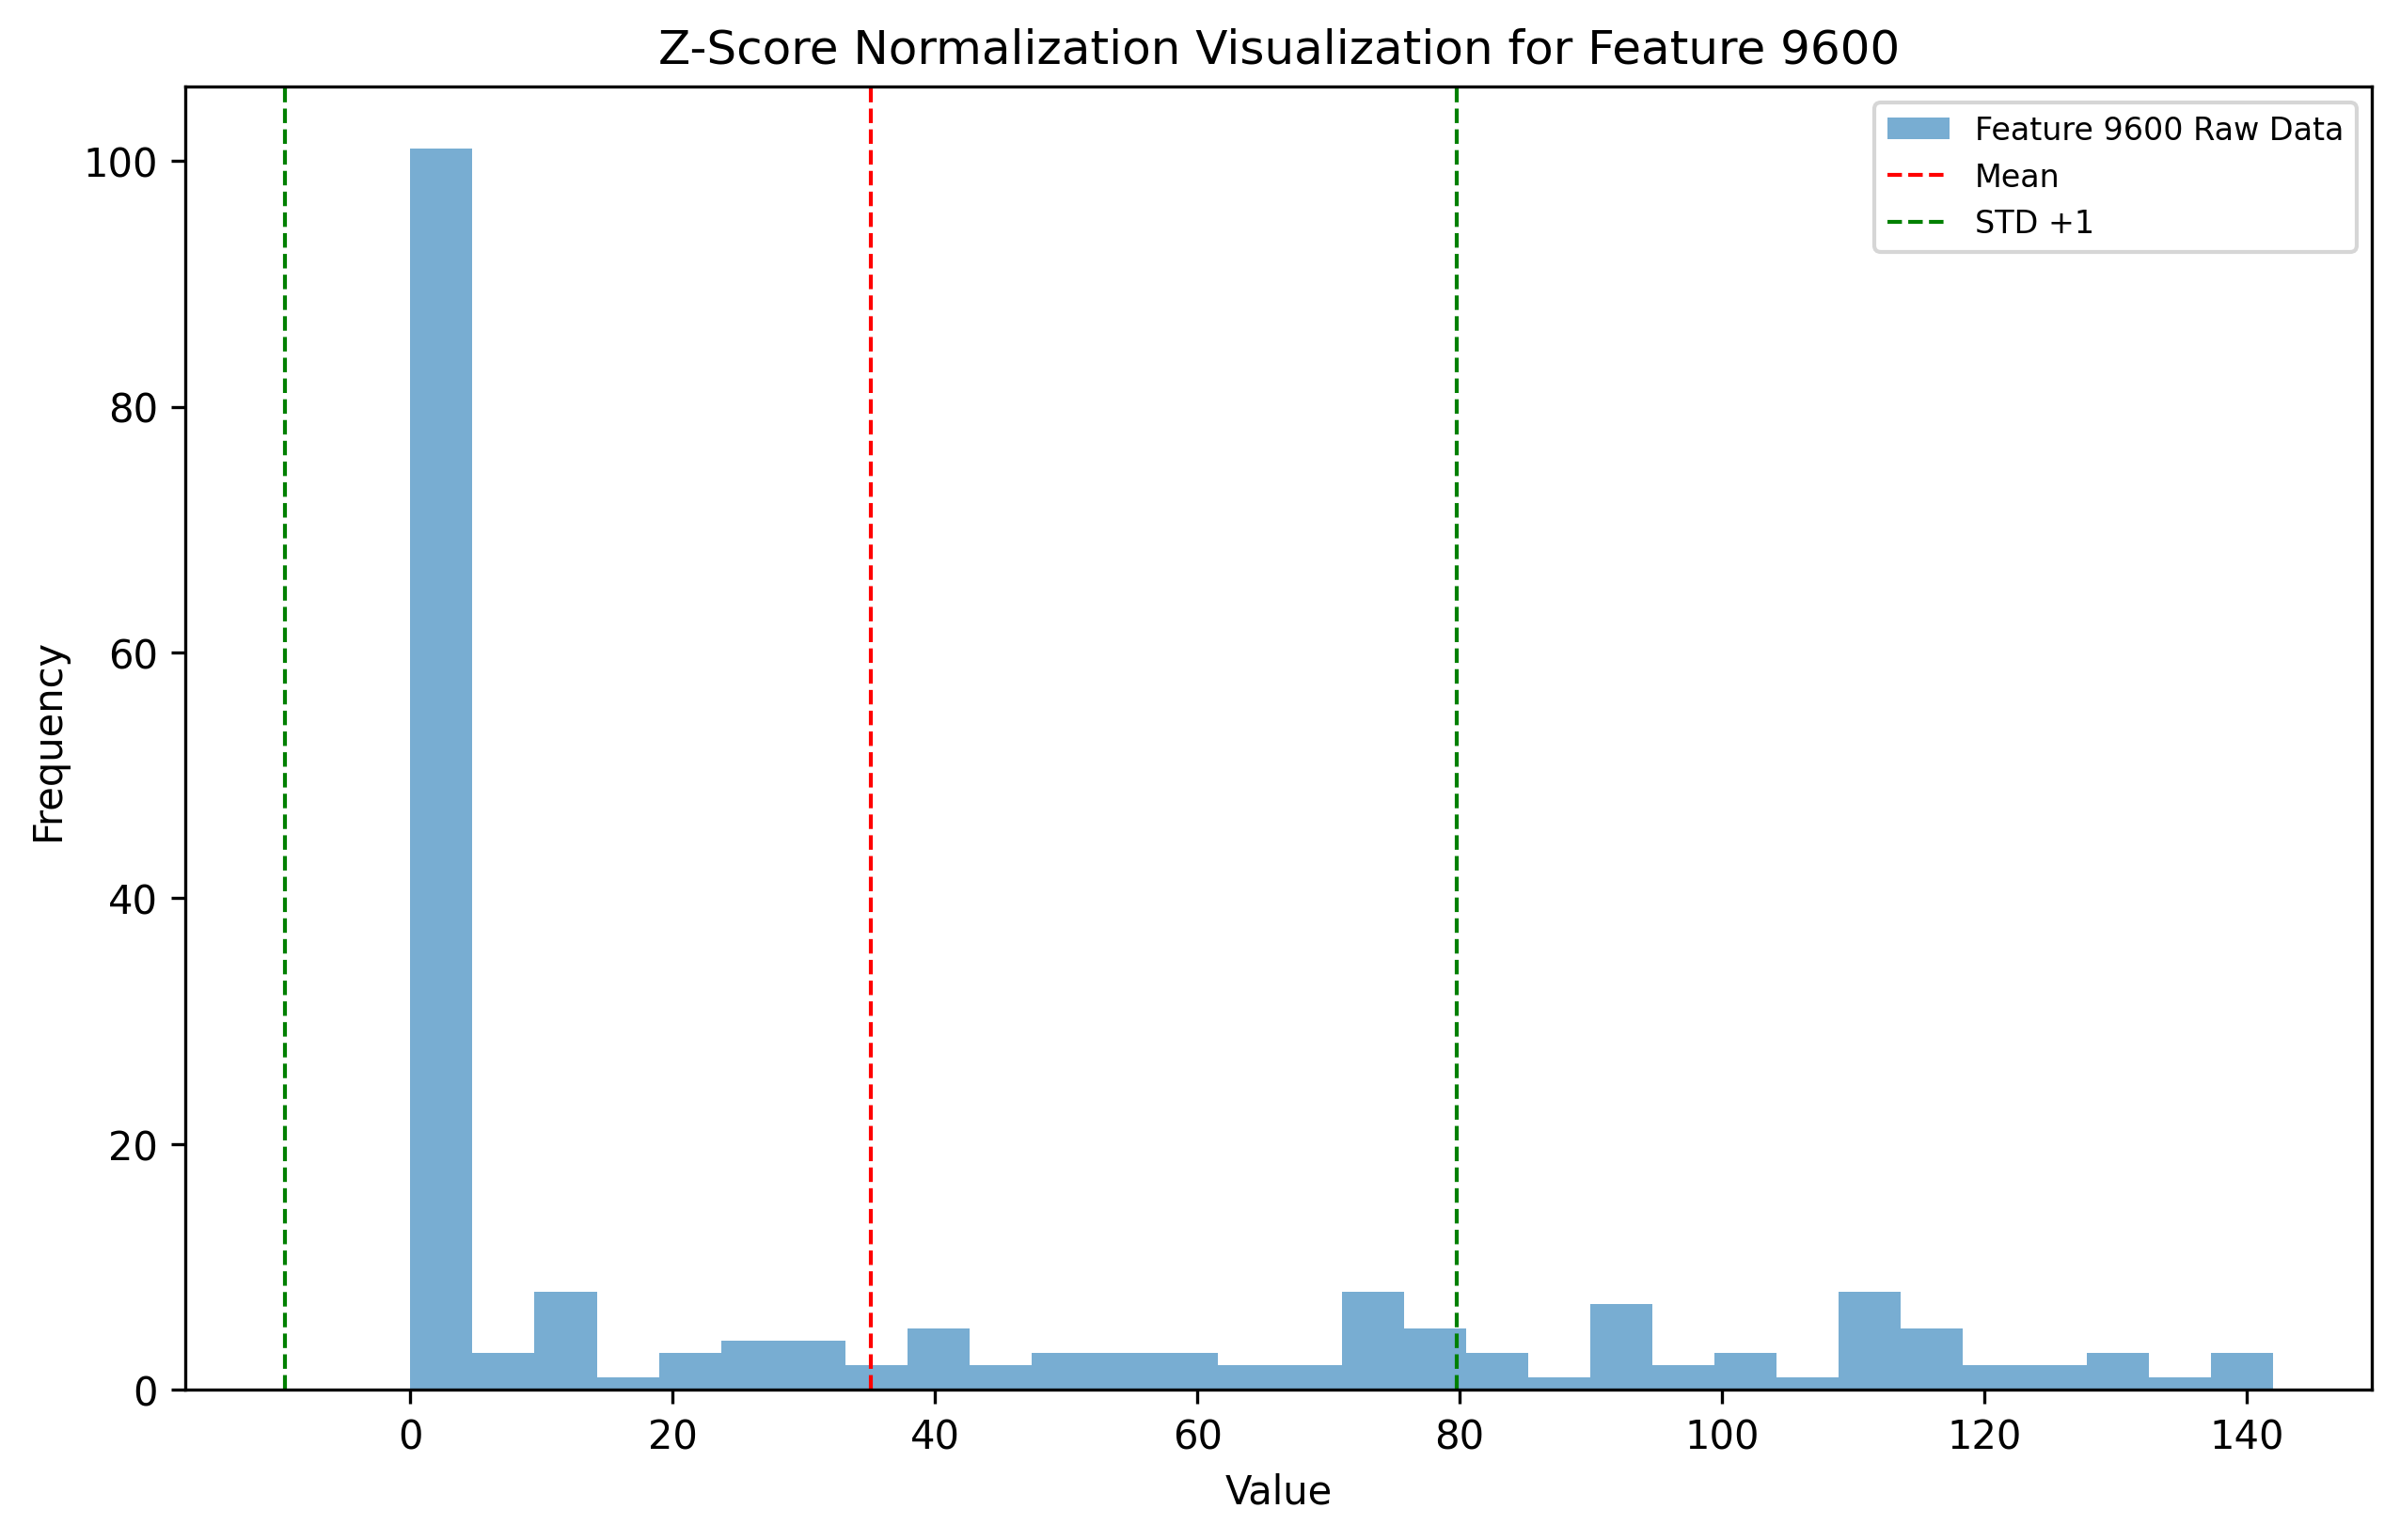 Z-Score Normalization Visualization for Feature 9600
Feature 9600 Raw Data
Mean
STD +1
100
80
60
40
20
0
Frequency
0 20 40 60 80 100 120 140
Value